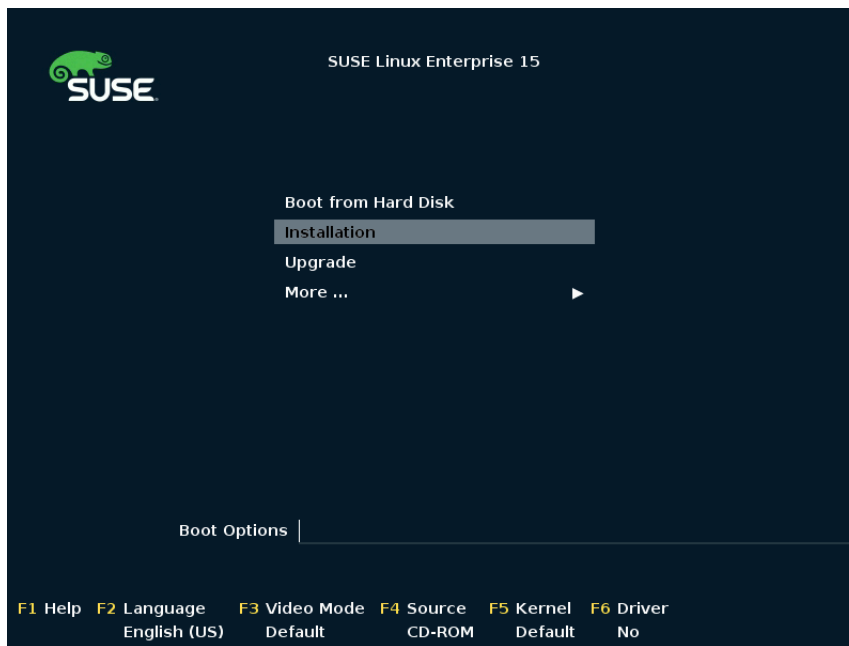 SUSE
SUSE Linux Enterprise 15
Boot from Hard Disk
Installation
Upgrade
More ...
Boot Options
F1 Help F2 Language F3 Video Mode F4 Source F5 Kernel F6 Driver
English (US) Default CD-ROM Default No